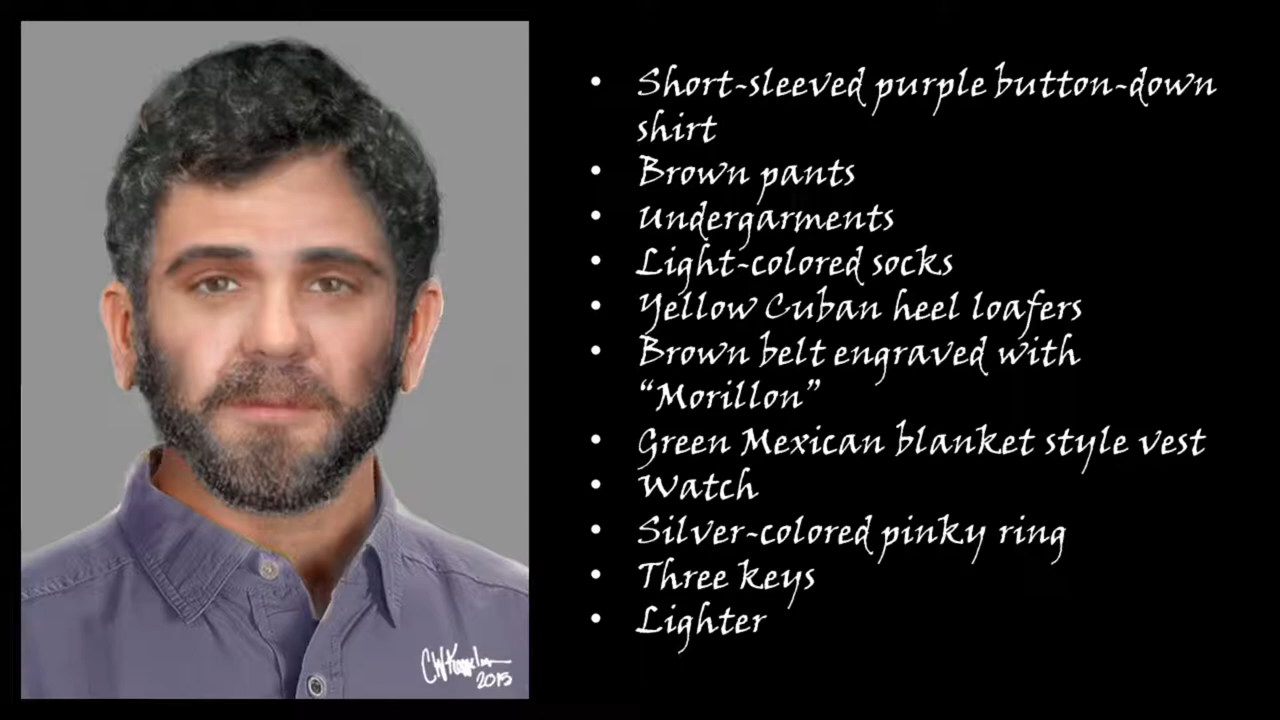 • Short-sleeved purple button-down
shirt
• Brown pants
• Undergarments
• Light-colored socks
• Yellow Cuban heel loafers
• Brown belt engraved with
“Morillon”
• Green Mexican blanket style vest
• Watch
• Silver-colored pinky ring
• Three keys
• Lighter
2015